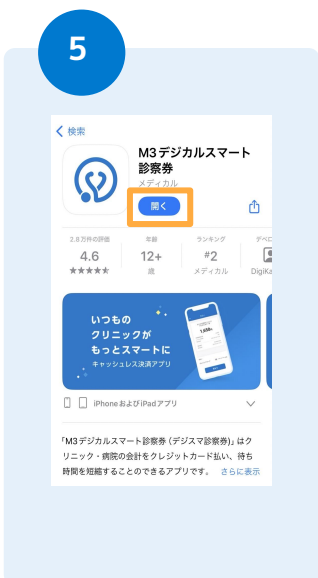 5
検索
M3デジカルスマート
診察券
メディカル
開く
2.8万件の評価
4.6
★★★★★
年齢
12+
歳
ランキング
#2
メディカル
デベロ
DigiKa
いつもの
クリニックが
もっとスマートに
キャッシュレス決済アプリ
iPhoneおよびiPadアプリ
「M3デジカルスマート診察券（デジスマ診察券)」はク
リニック・病院の会計をクレジットカード払い、待ち
時間を短縮することのできるアプリです。 さらに表示